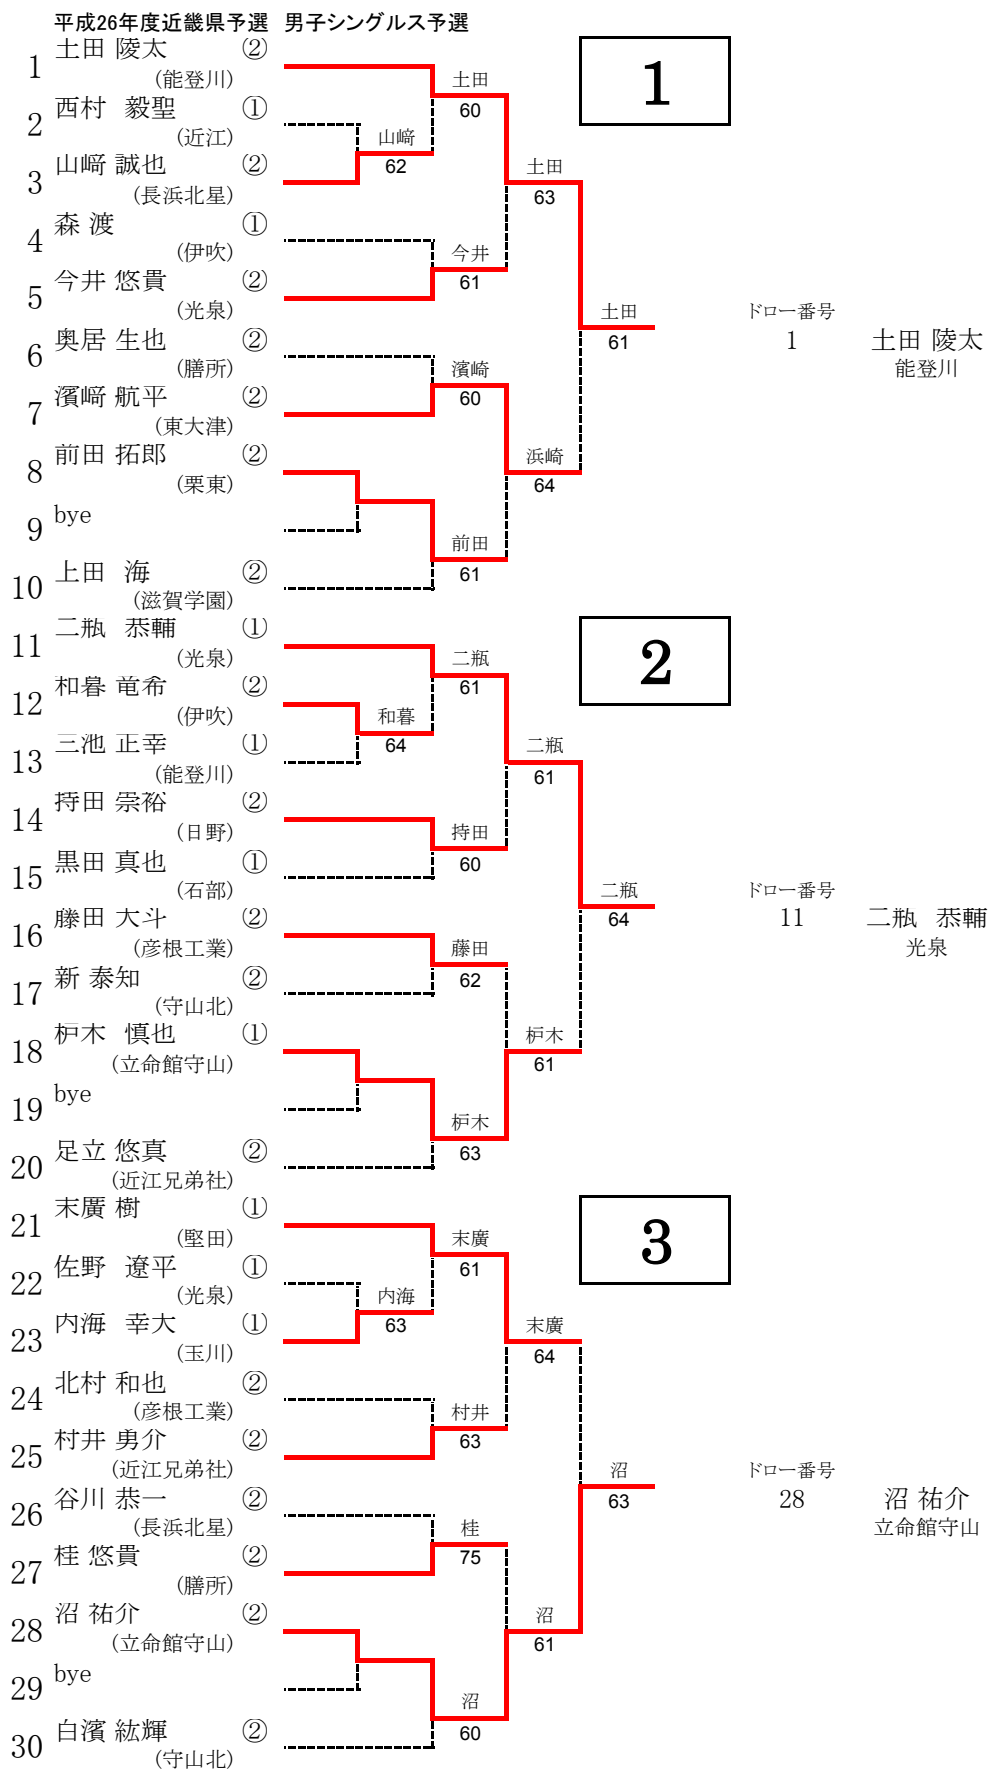 平成26年度近畿県予選 男子シングルス予選
1 土田 陵太 ②
(能登川)
2 西村 毅聖 ①
(近江)
3 山﨑 誠也 ②
(長浜北星)
4 森 渡 ①
(伊吹)
5 今井 悠貴 ②
(光泉)
6 奥居 生也 ②
(膳所)
7 濱﨑 航平 ②
(東大津)
8 前田 拓郎 ②
(栗東)
9 bye
10 上田 海 ②
(滋賀学園)
土田
60
山﨑
62
今井
61
濱崎
60
前田
61
土田
63
浜崎
64
土田
61
1
ドロー番号
1 土田 陵太
能登川
11 二瓶 恭輔 ①
(光泉)
12 和暮 竜希 ②
(伊吹)
13 三池 正幸 ①
(能登川)
14 持田 崇裕 ②
(日野)
15 黒田 真也 ①
(石部)
16 藤田 大斗 ②
(彦根工業)
17 新 泰知 ②
(守山北)
18 枦木 慎也 ①
(立命館守山)
19 bye
20 足立 悠真 ②
(近江兄弟社)
二瓶
61
和暮
64
持田
60
藤田
62
枦木
63
二瓶
61
枦木
61
二瓶
64
2
ドロー番号
11 二瓶 恭輔
光泉
21 末廣 樹 ①
(堅田)
22 佐野 遼平 ①
(光泉)
23 内海 幸大 ①
(玉川)
24 北村 和也 ②
(彦根工業)
25 村井 勇介 ②
(近江兄弟社)
26 谷川 恭一 ②
(長浜北星)
27 桂 悠貴 ②
(膳所)
28 沼 祐介 ②
(立命館守山)
29 bye
30 白濱 紘輝 ②
(守山北)
末廣
61
内海
63
村井
63
桂
75
沼
60
末廣
64
沼
61
沼
63
3
ドロー番号
28 沼 祐介
立命館守山